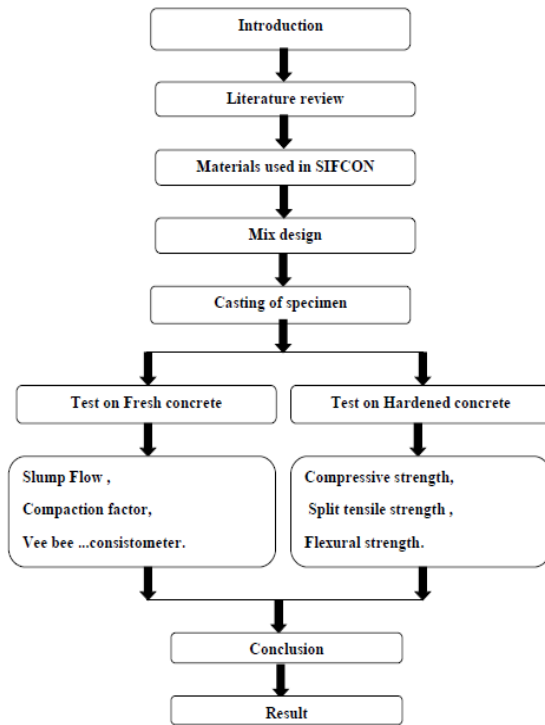 Introduction
Literature review
Materials used in SIFCON
Mix design
Casting of specimen
Test on Fresh concrete
Test on Hardened concrete
Slump Flow ,
Compaction factor,
Vee bee ...consistometer.
Compressive strength,
Split tensile strength ,
Flexural strength.
Conclusion
Result